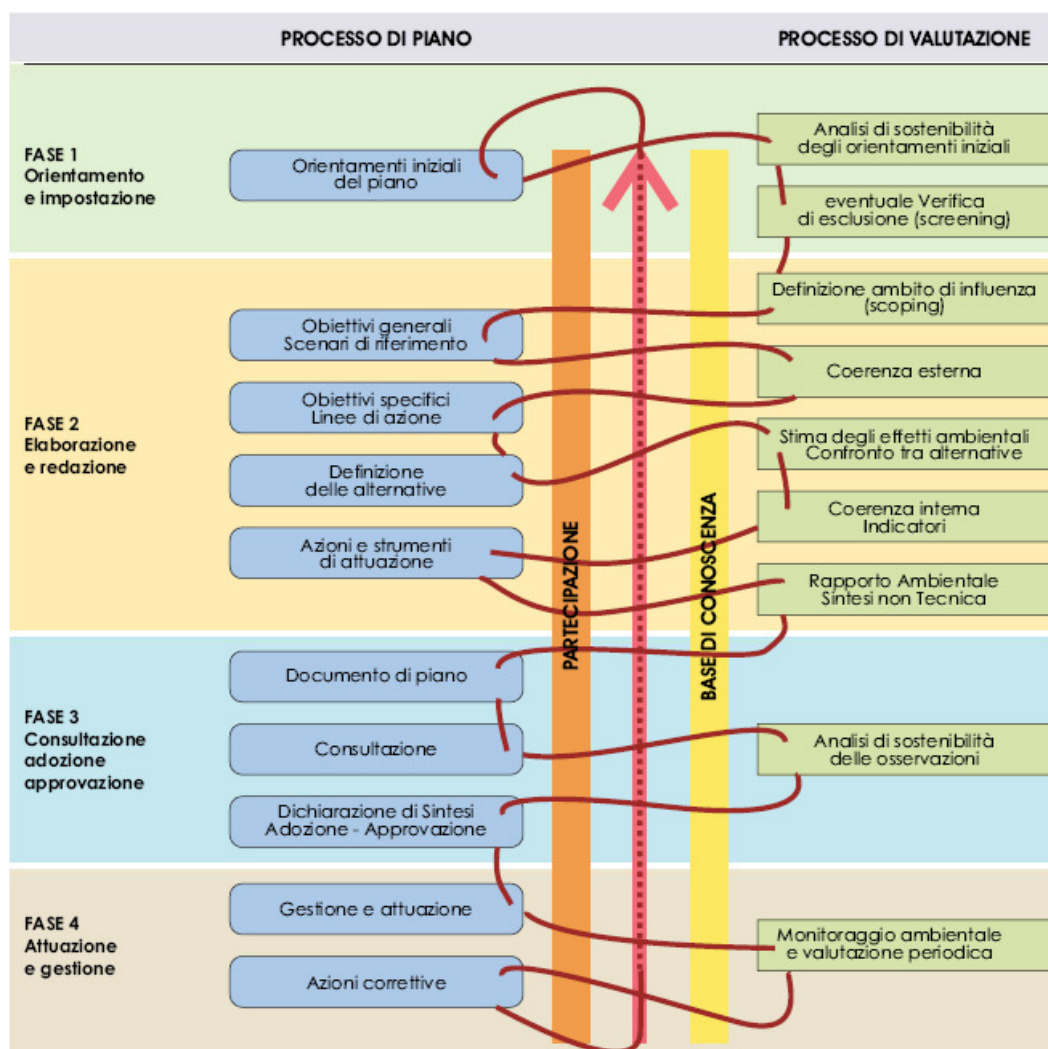 PROCESSO DI PIANO
PROCESSO DI VALUTAZIONE
FASE 1
Orientamento
e impostazione
Orientamenti iniziali
del piano
Analisi di sostenibilità
degli orientamenti iniziali
eventuale Verifica
di esclusione (screening)
FASE 2
Elaborazione
e redazione
Definizione ambito di influenza
(scoping)
Obiettivi generali
Scenari di riferimento
Coerenza esterna
Obiettivi specifici
Linee di azione
Stima degli effetti ambientali
Confronto tra alternative
Definizione
delle alternative
Coerenza interna
Indicatori
Azioni e strumenti
di attuazione
Rapporto Ambientale
Sintesi non Tecnica
PARTECIPAZIONE
BASE DI CONOSCENZA
FASE 3
Consultazione
adozione
approvazione
Documento di piano
Consultazione
Analisi di sostenibilità
delle osservazioni
Dichiarazione di Sintesi
Adozione - Approvazione
FASE 4
Attuazione
e gestione
Gestione e attuazione
Monitoraggio ambientale
e valutazione periodica
Azioni correttive